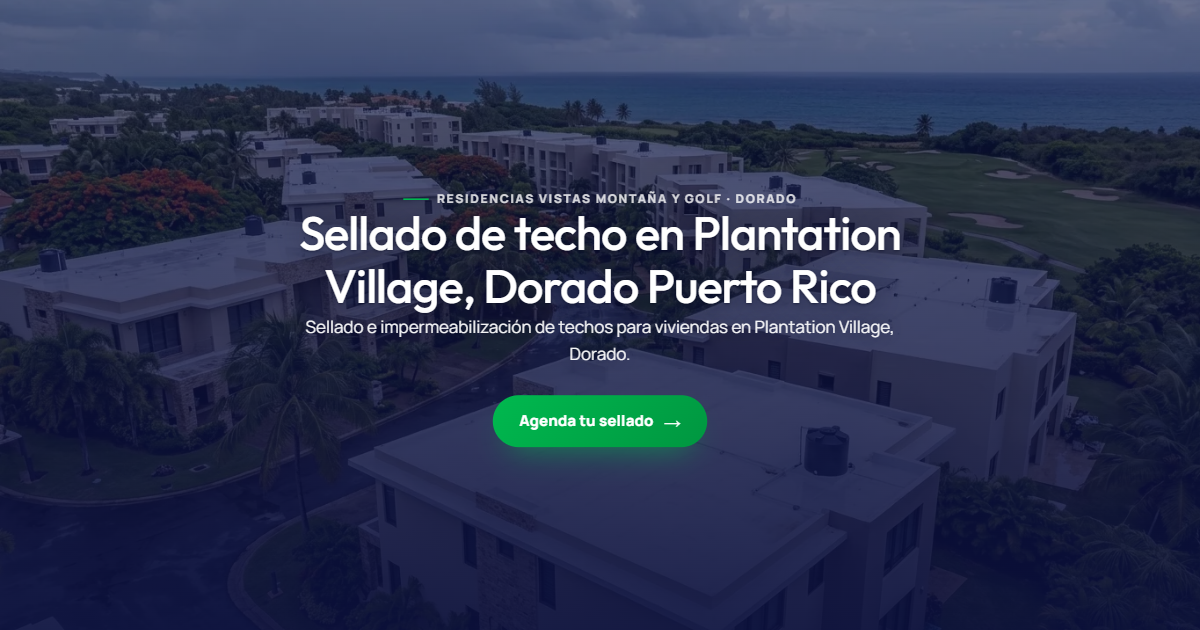 RESIDENCIAS VISTAS MONTAÑA Y GOLF · DORADO
Sellado de techo en Plantation
Village, Dorado Puerto Rico
Sellado e impermeabilización de techos para viviendas en Plantation Village,
Dorado.
Agenda tu sellado →